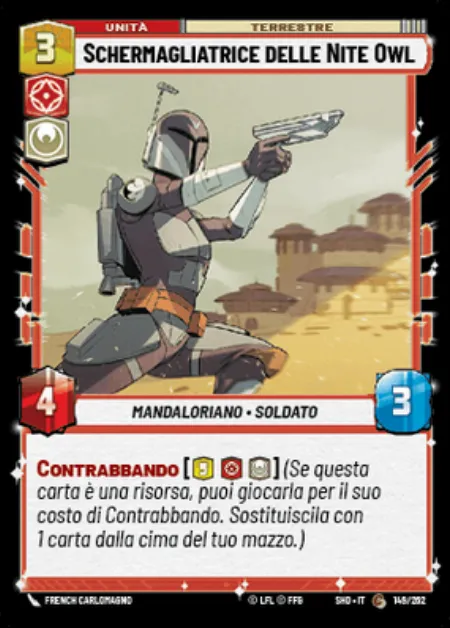 UNITÀ
TERRESTRE
3
SCHERMAGLIATRICE DELLE NITE OWL
4
MANDALORIANO • SOLDATO
3
CONTRABBANDO [ ] (Se questa
carta è una risorsa, puoi giocarla per il suo
costo di Contrabbando. Sostituiscila con
1 carta dalla cima del tuo mazzo.)
FRENCH CARLOMAGNO
© LFL © FFG
SHD • IT
C
149/262